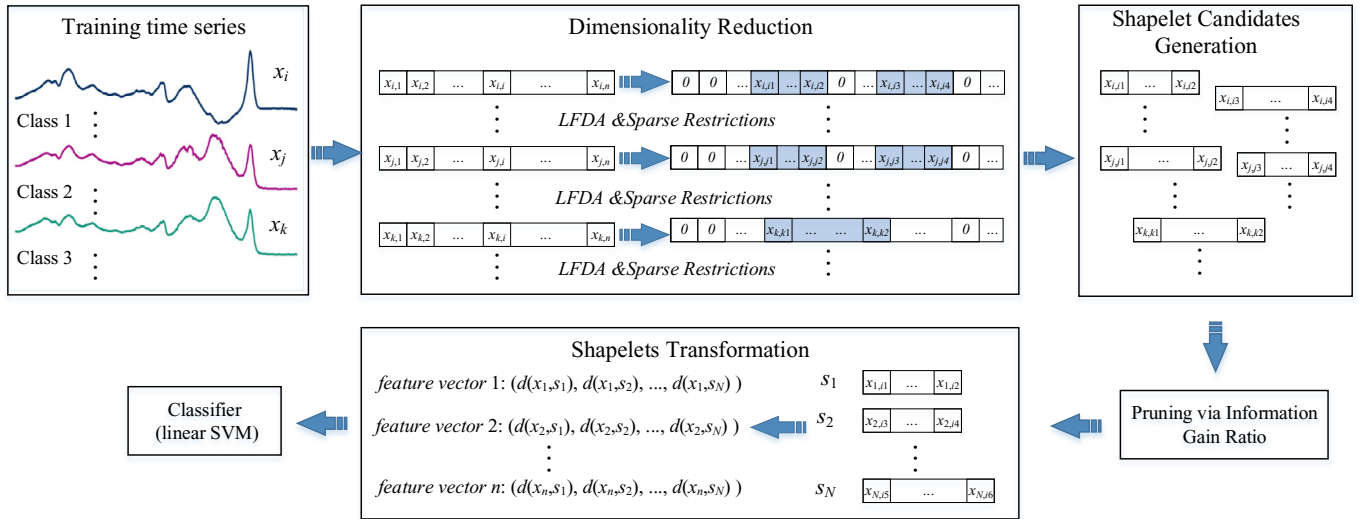 Training time series
x_i
Class 1
x_j
Class 2
x_k
Class 3
Dimensionality Reduction
x_{i,1} x_{i,2} ... x_{i,i} ... x_{i,n} 0 0 ... x_{i,i1} ... x_{i,i2} 0 ... x_{i,i3} ... x_{i,i4} 0 ...
LFDA &Sparse Restrictions
x_{j,1} x_{j,2} ... x_{j,i} ... x_{j,n} 0 0 ... x_{j,j1} ... x_{j,j2} 0 ... x_{j,j3} ... x_{j,j4} 0 ...
LFDA &Sparse Restrictions
x_{k,1} x_{k,2} ... x_{k,i} ... x_{k,n} 0 0 ... x_{k,k1} ... ... x_{k,k2} ... 0 ...
LFDA &Sparse Restrictions
Shapelet Candidates
Generation
x_{i,i1} ... x_{i,i2}
x_{i,i3} ... x_{i,i4}
x_{j,j1} ... x_{j,j2}
x_{j,j3} ... x_{j,j4}
x_{k,k1} ... x_{k,k2}
Pruning via Information
Gain Ratio
Shapelets Transformation
feature vector 1: (d(x_1,s_1), d(x_1,s_2), ..., d(x_1,s_N) ) s_1 x_{1,i1} ... x_{1,i2}
feature vector 2: (d(x_2,s_1), d(x_2,s_2), ..., d(x_2,s_N) ) s_2 x_{2,i3} ... x_{2,i4}
feature vector n: (d(x_n,s_1), d(x_n,s_2), ..., d(x_n,s_N) ) s_N x_{N,i5} ... x_{N,i6}
Classifier
(linear SVM)